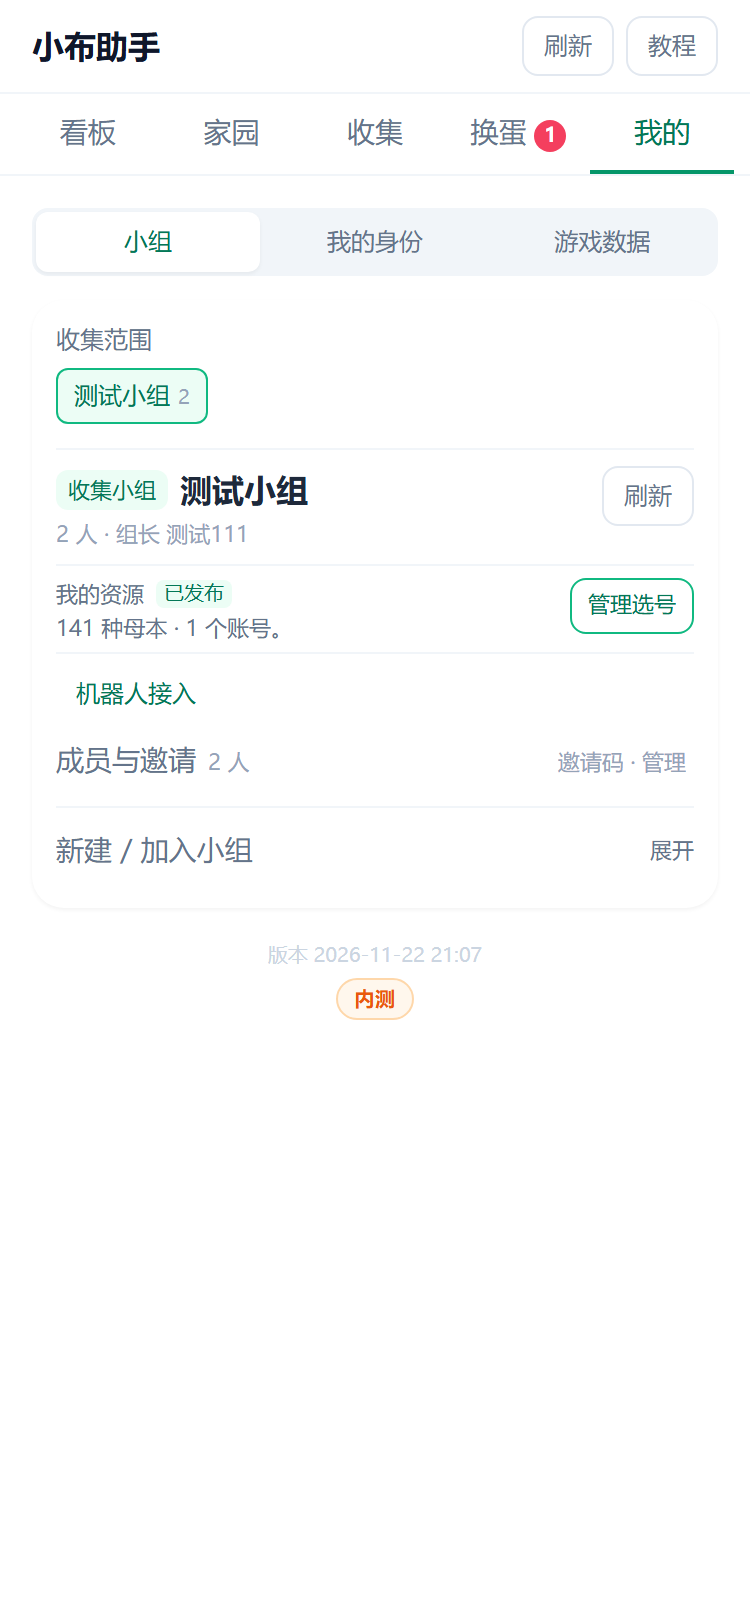 小布助手 刷新 教程
看板 家园 收集 换蛋 1 我的
小组 我的身份 游戏数据
收集范围
测试小组 2
收集小组 测试小组 刷新
2 人 · 组长 测试111
我的资源 已发布 管理选号
141 种母本 · 1 个账号。
机器人接入
成员与邀请 2 人 邀请码 · 管理
新建 / 加入小组 展开
版本 2026-11-22 21:07
内测